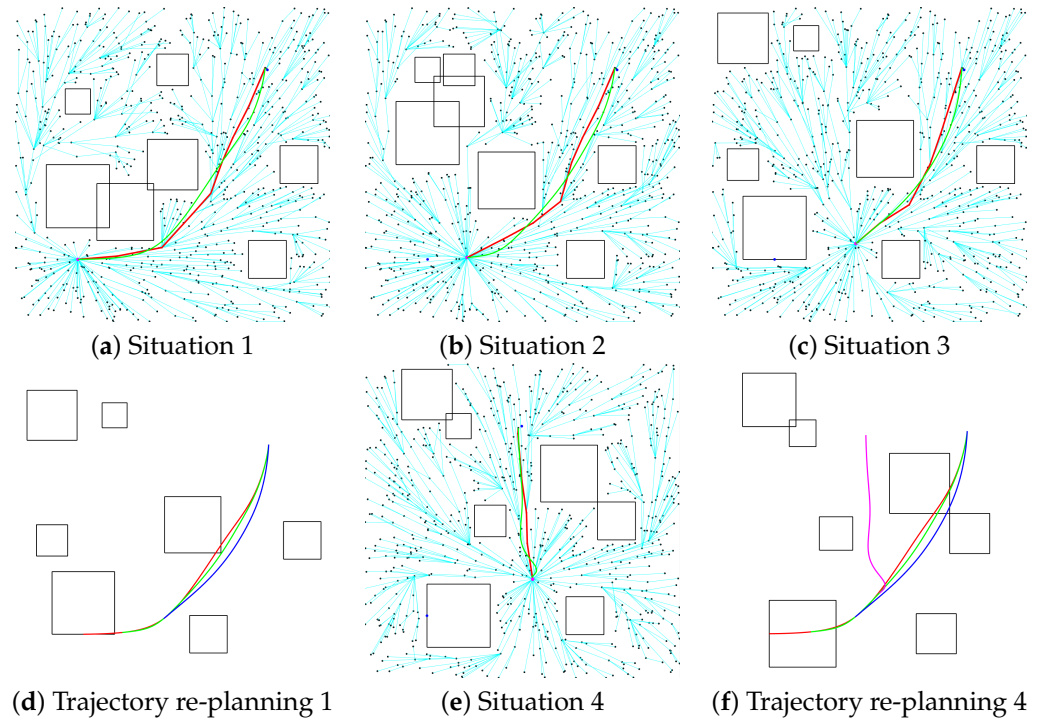 (a) Situation 1
(b) Situation 2
(c) Situation 3
(d) Trajectory re-planning 1
(e) Situation 4
(f) Trajectory re-planning 4